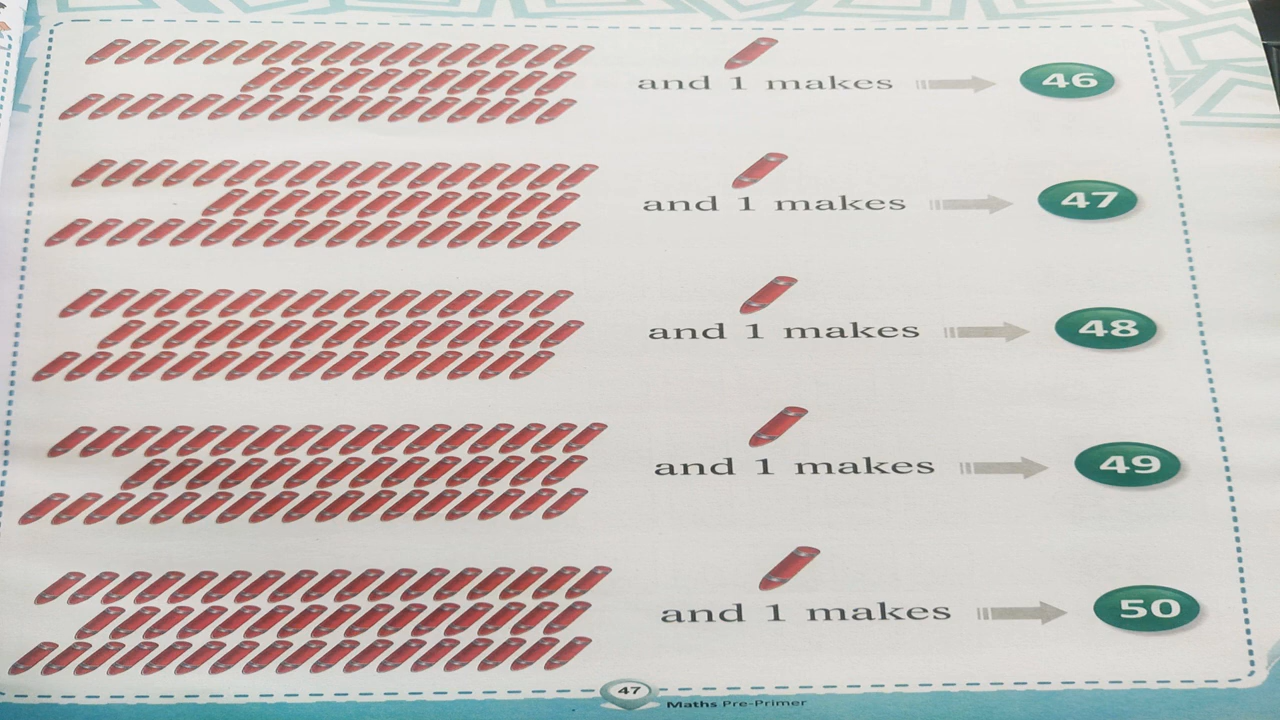 and 1 makes 46
and 1 makes 47
and 1 makes 48
and 1 makes 49
and 1 makes 50
47
Maths Pre-Primer